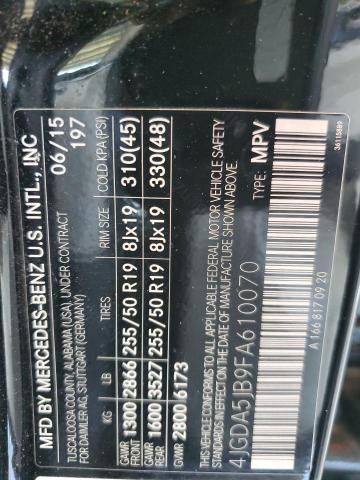 MFD BY MERCEDES-BENZ U.S. INTL., INC
TUSCALOOSA COUNTY, ALABAMA (USA), UNDER CONTRACT
FOR DAIMLER AG, STUTTGART (GERMANY)
06/15
197
KG LB TIRES RIM SIZE COLD KPA (PSI)
GAWR FRONT 1300 2866 255/50 R19 8Jx19 310(45)
GAWR REAR 1600 3527 255/50 R19 8Jx19 330(48)
GVWR 2800 6173
THIS VEHICLE CONFORMS TO ALL APPLICABLE FEDERAL MOTOR VEHICLE SAFETY
STANDARDS IN EFFECT ON THE DATE OF MANUFACTURE SHOWN ABOVE.
4JGDA5JB9FA610070
TYPE: MPV
A 166 817 09 20
36115889